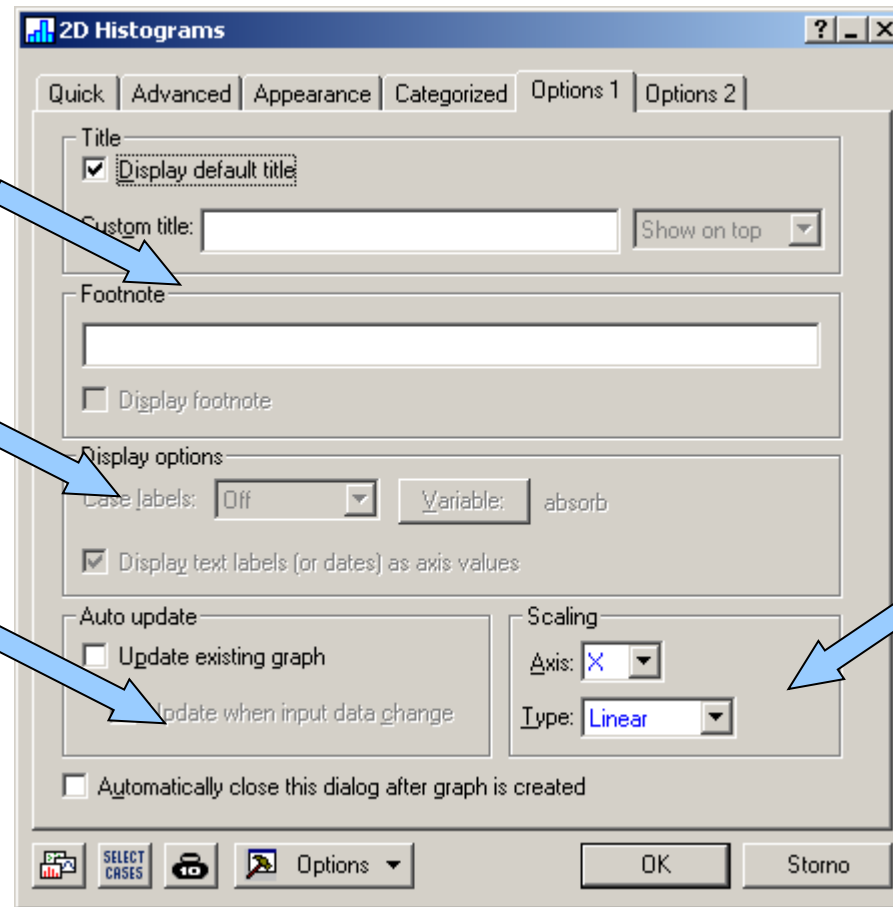 2D Histograms
Quick Advanced Appearance Categorized Options 1 Options 2
Title
Display default title
Custom title: Show on top
Footnote
Display footnote
Display options
Case labels: Off Variable: absorb
Display text labels (or dates) as axis values
Auto update
Update existing graph
Update when input data change
Scaling
Axis: X
Type: Linear
Automatically close this dialog after graph is created
SELECT
CASES
Options
OK
Storno